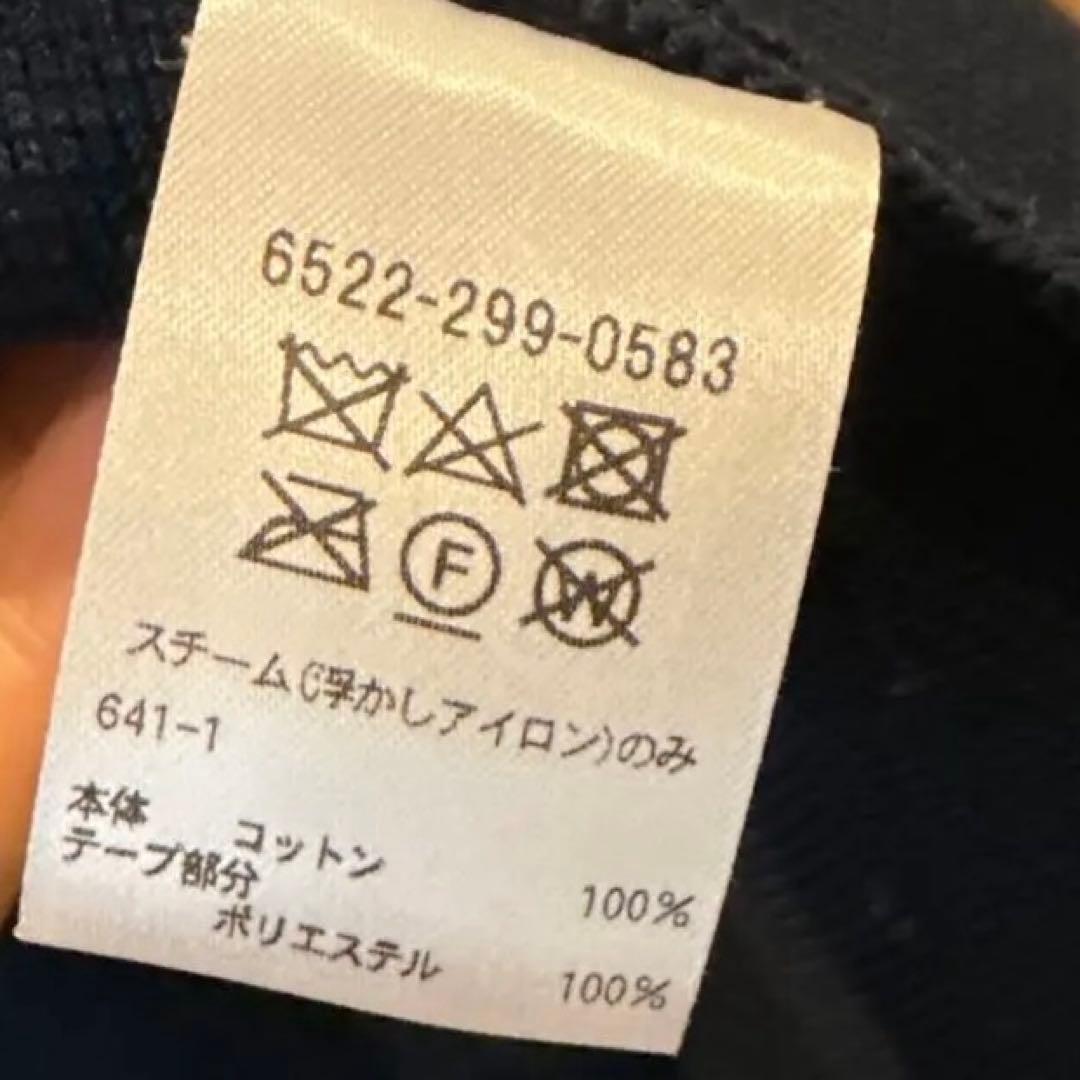 6522-299-0583
F W
スチーム(浮かしアイロン)のみ
641-1
本体 コットン 100%
テープ部分
ポリエステル 100%